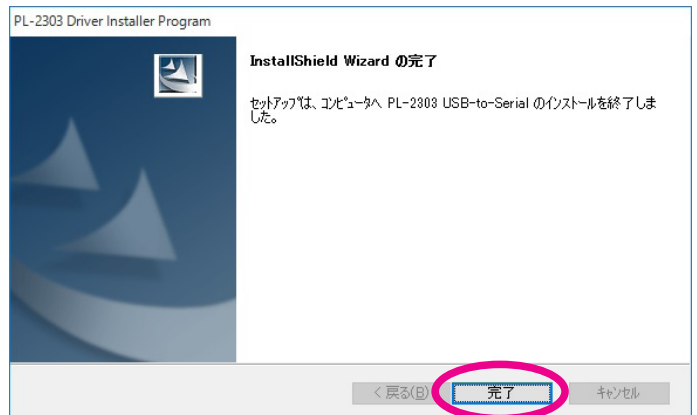 PL-2303 Driver Installer Program
InstallShield Wizard の完了
ｾｯﾄｱｯﾌﾟは、ｺﾝﾋﾟｭｰﾀへ PL-2303 USB-to-Serial のｲﾝｽﾄｰﾙを終了しま
した。
< 戻る(B)
完了
ｷｬﾝｾﾙ